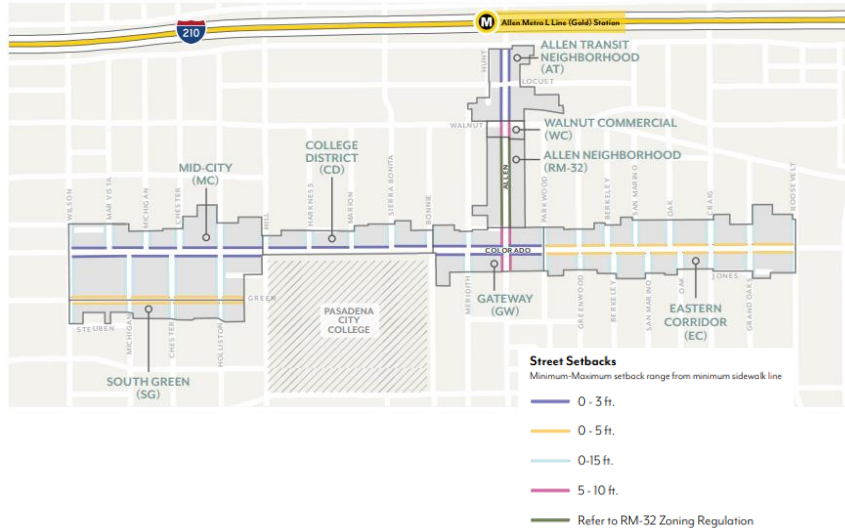 210
M Allen Metro L Line (Gold) Station
ALLEN TRANSIT
NEIGHBORHOOD
(AT)
HUNT
LOCUST
WALNUT
WALNUT COMMERCIAL
(WC)
COLLEGE
DISTRICT
(CD)
ALLEN NEIGHBORHOOD
(RM-32)
MID-CITY
(MC)
ALLEN
WILSON
MAR VISTA
MICHIGAN
CHESTER
HILL
HARKNESS
MARION
SIERRA BONITA
BONNIE
PARKWOOD
BERKELEY
SAN MARINO
OAK
CRAIG
ROOSEVELT
COLORADO
GREEN
STEUBEN
MICHIGAN
CHESTER
HOLLISTON
PASADENA
CITY
COLLEGE
MERIDITH
GATEWAY
(GW)
GREENWOOD
BERKELEY
SAN MARINO
OAK
JONES
GRAND OAKS
EASTERN
CORRIDOR
(EC)
SOUTH GREEN
(SG)
Street Setbacks
Minimum-Maximum setback range from minimum sidewalk line
0 - 3 ft.
0 - 5 ft.
0-15 ft.
5 - 10 ft.
Refer to RM-32 Zoning Regulation